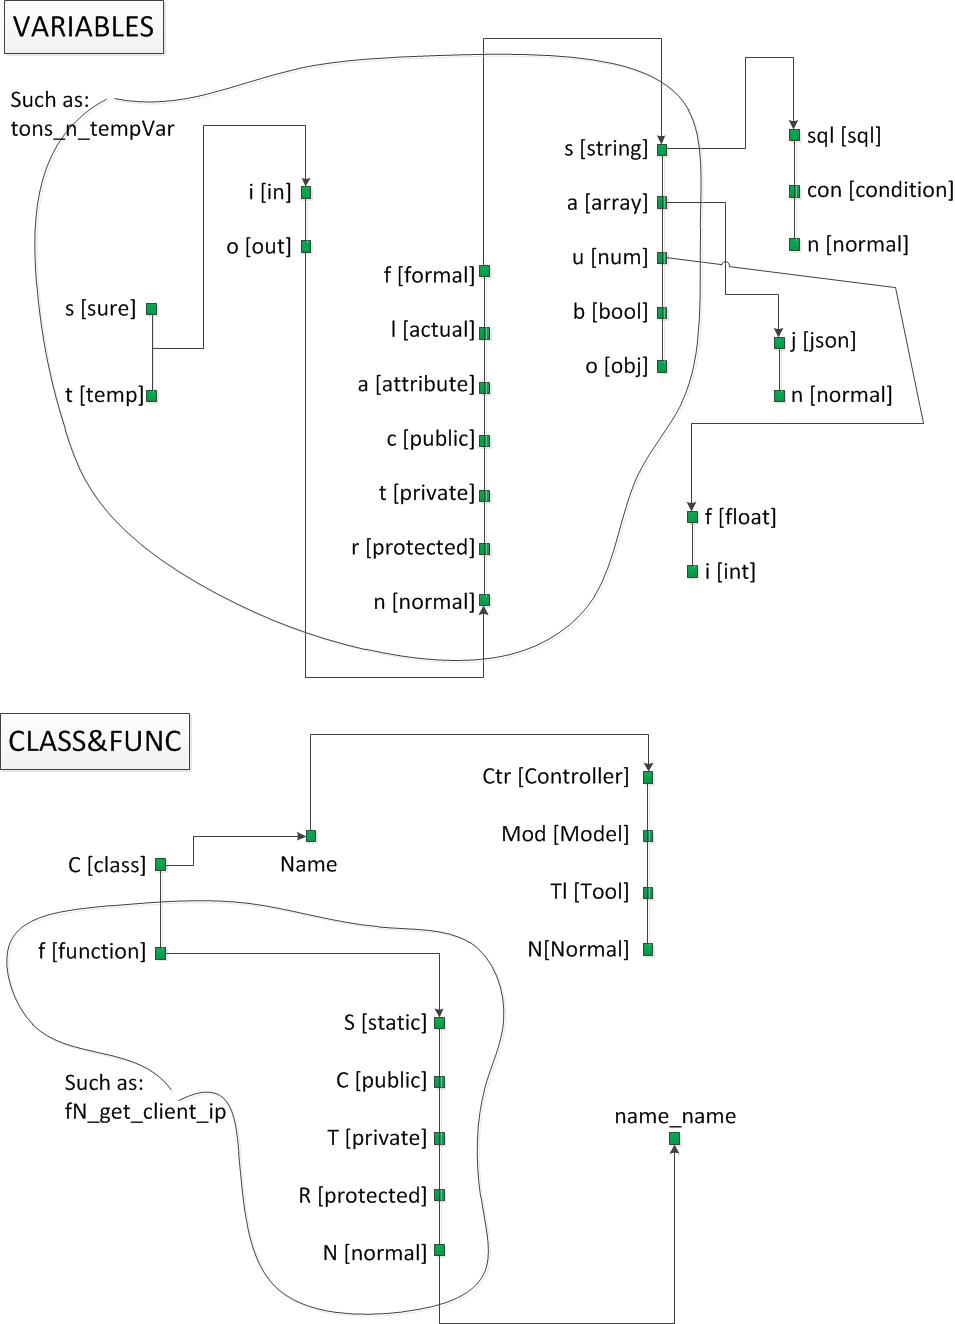 VARIABLES
Such as:
tons_n_tempVar
s [sure]
t [temp]
i [in]
o [out]
f [formal]
l [actual]
a [attribute]
c [public]
t [private]
r [protected]
n [normal]
s [string]
a [array]
u [num]
b [bool]
o [obj]
sql [sql]
con [condition]
n [normal]
j [json]
n [normal]
f [float]
i [int]
CLASS&FUNC
C [class]
f [function]
Name
Ctr [Controller]
Mod [Model]
Tl [Tool]
N[Normal]
S [static]
C [public]
T [private]
R [protected]
N [normal]
Such as:
fN_get_client_ip
name_name